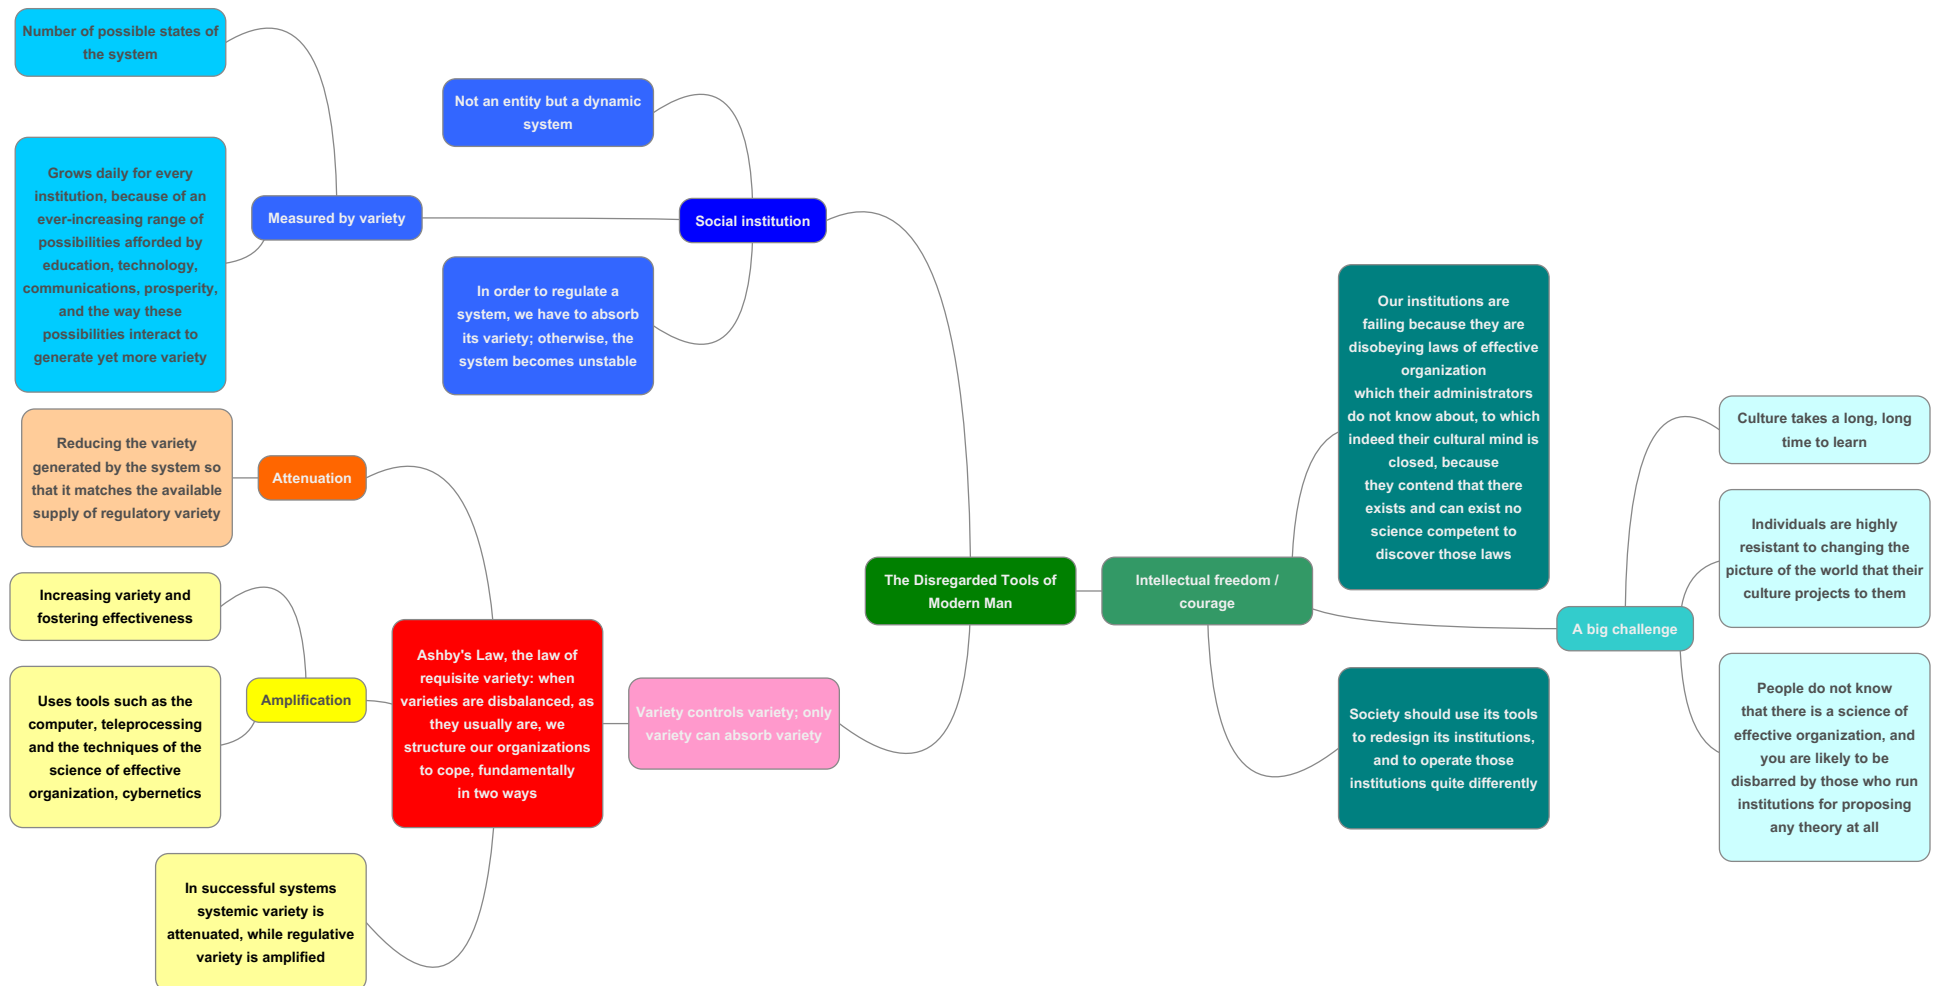 Number of possible states of
the system
Grows daily for every
institution, because of an
ever-increasing range of
possibilities afforded by
education, technology,
communications, prosperity,
and the way these
possibilities interact to
generate yet more variety
Measured by variety
Not an entity but a dynamic
system
Social institution
In order to regulate a
system, we have to absorb
its variety; otherwise, the
system becomes unstable
Reducing the variety
generated by the system so
that it matches the available
supply of regulatory variety
Attenuation
Increasing variety and
fostering effectiveness
Uses tools such as the
computer, teleprocessing
and the techniques of the
science of effective
organization, cybernetics
Amplification
In successful systems
systemic variety is
attenuated, while regulative
variety is amplified
Ashby's Law, the law of
requisite variety: when
varieties are disbalanced, as
they usually are, we
structure our organizations
to cope, fundamentally
in two ways
Variety controls variety; only
variety can absorb variety
The Disregarded Tools of
Modern Man
Intellectual freedom /
courage
Our institutions are
failing because they are
disobeying laws of effective
organization
which their administrators
do not know about, to which
indeed their cultural mind is
closed, because
they contend that there
exists and can exist no
science competent to
discover those laws
Society should use its tools
to redesign its institutions,
and to operate those
institutions quite differently
A big challenge
Culture takes a long, long
time to learn
Individuals are highly
resistant to changing the
picture of the world that their
culture projects to them
People do not know
that there is a science of
effective organization, and
you are likely to be
disbarred by those who run
institutions for proposing
any theory at all